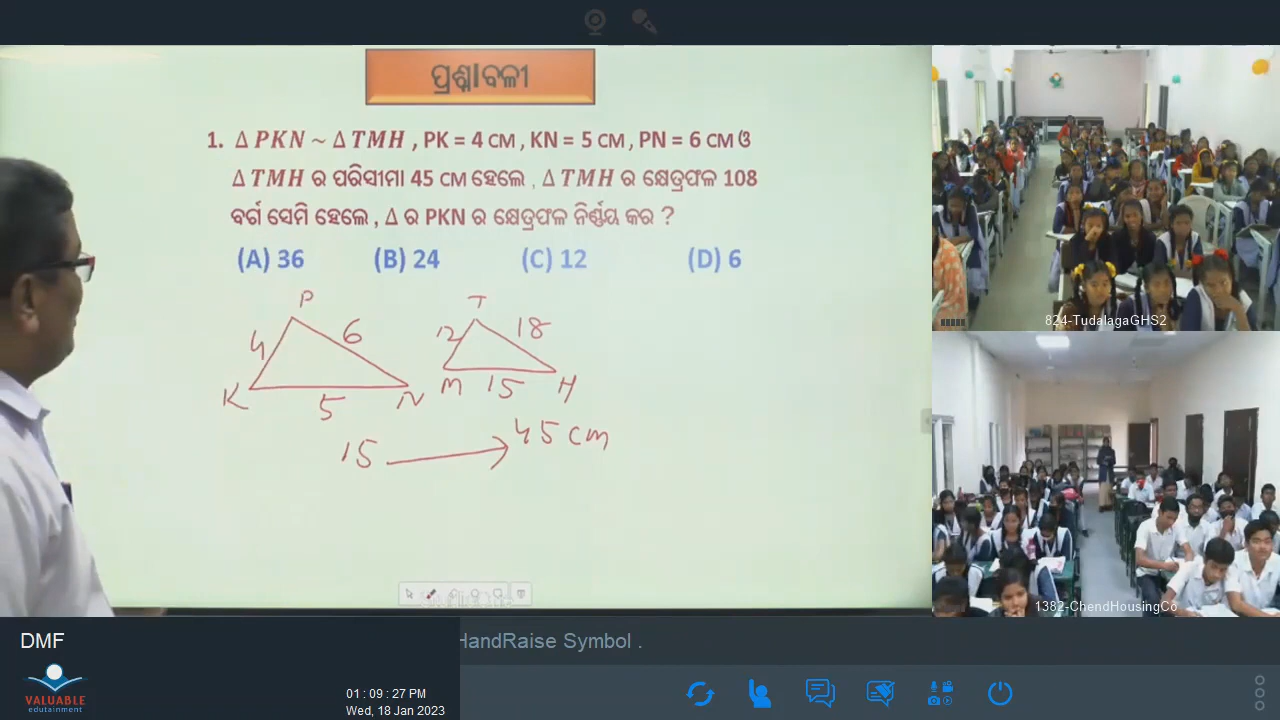 ପ୍ରଶ୍ନାବଳୀ
1. Δ PKN ~ Δ TMH , PK = 4 CM , KN = 5 CM , PN = 6 CM ଓ
Δ TMH ର ପରିସୀମା 45 CM ହେଲେ , Δ TMH ର କ୍ଷେତ୍ରଫଳ 108
ବର୍ଗ ସେମି ହେଲେ , Δ ର PKN ର କ୍ଷେତ୍ରଫଳ ନିର୍ଣ୍ଣୟ କର ?
(A) 36 (B) 24 (C) 12 (D) 6
P T
4 6 12 18
K 5 N M 15 H
15 → 45 cm
824-TudalagaGHS2
1382-ChendHousingCo
DMF
HandRaise Symbol .
VALUABLE
edutainment
01 : 09 : 27 PM
Wed, 18 Jan 2023